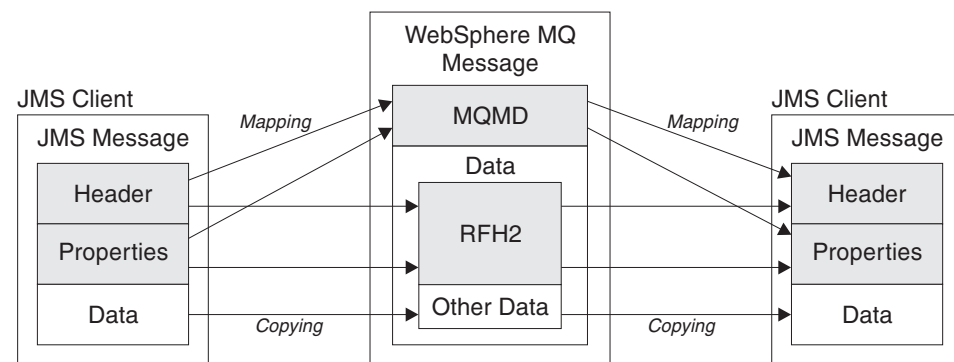 WebSphere MQ
Message
JMS Client
JMS Message
Header
Properties
Data
Mapping
Copying
MQMD
Data
RFH2
Other Data
Mapping
Copying
JMS Client
JMS Message
Header
Properties
Data